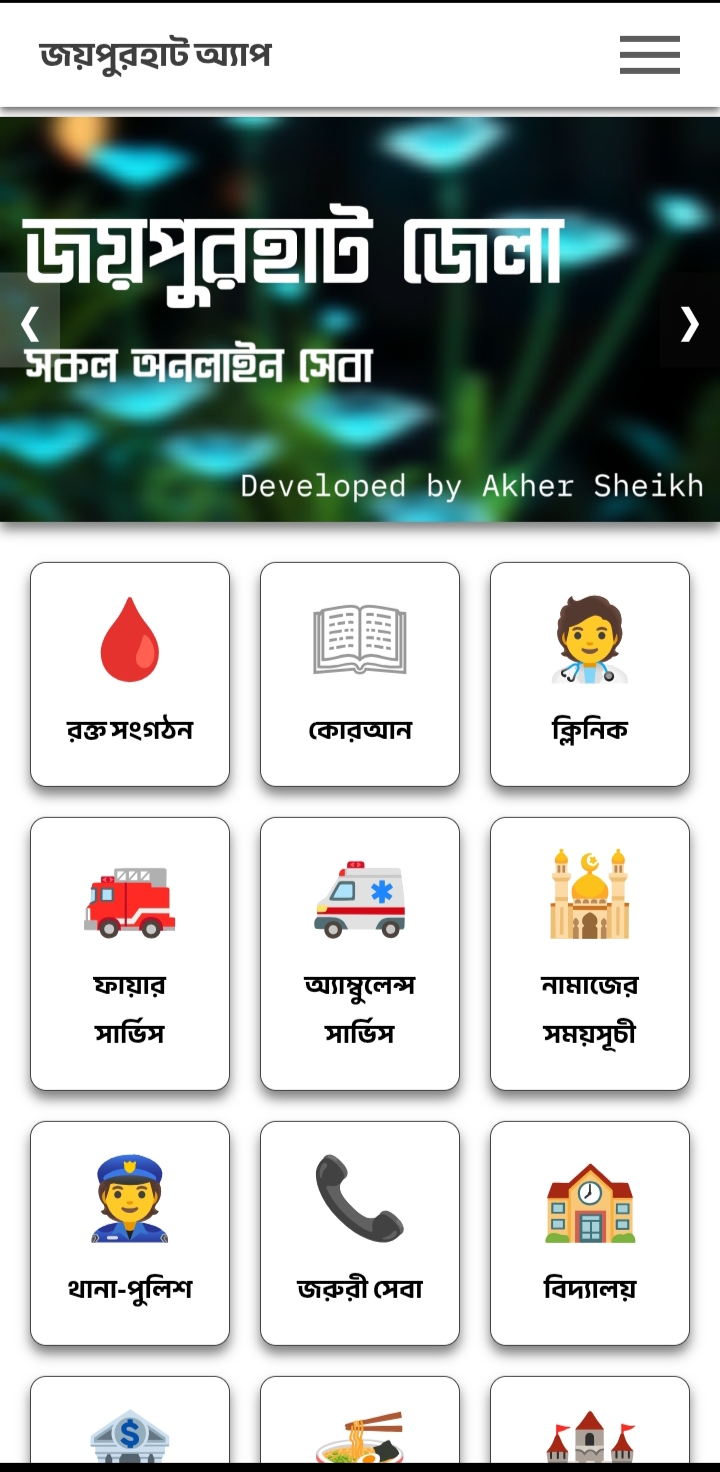 জয়পুরহাট অ্যাপ
জয়পুরহাট জেলা
❮
❯
সকল অনলাইন সেবা
Developed by Akher Sheikh
রক্ত সংগঠন
কোরআন
ক্লিনিক
ফায়ার
সার্ভিস
অ্যাম্বুলেন্স
সার্ভিস
নামাজের
সময়সূচী
থানা-পুলিশ
জরুরী সেবা
বিদ্যালয়
$